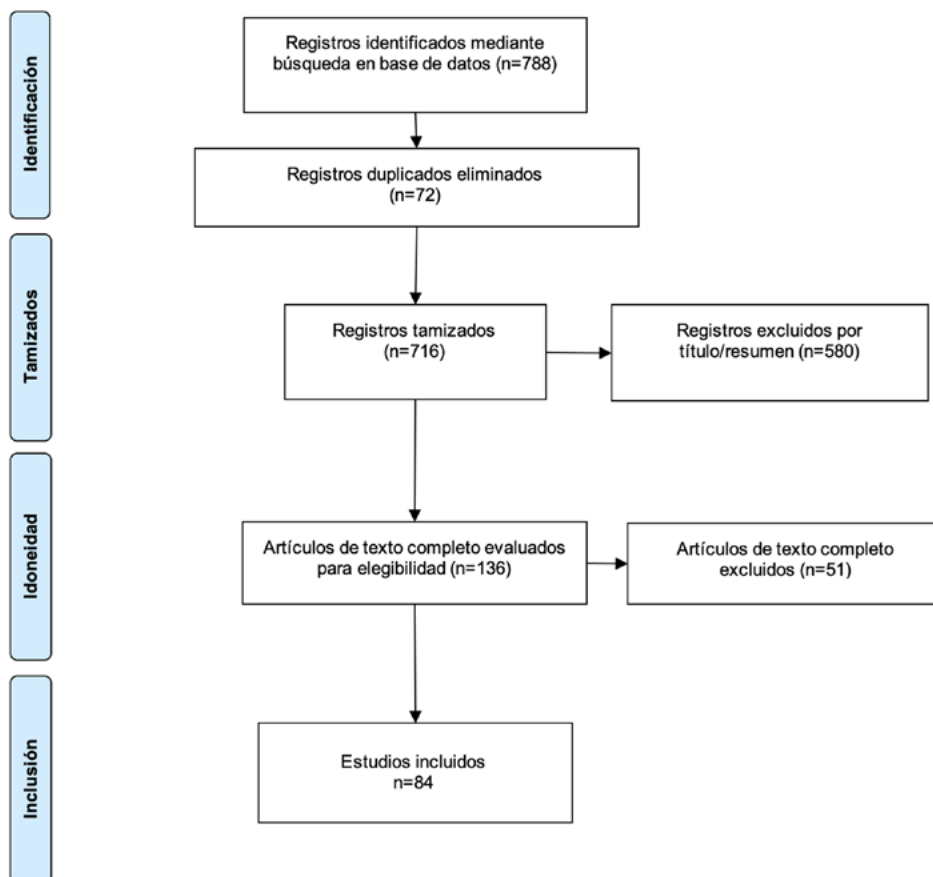 Identificación
Registros identificados mediante
búsqueda en base de datos (n=788)
Registros duplicados eliminados
(n=72)
Tamizados
Registros tamizados
(n=716)
Registros excluidos por
título/resumen (n=580)
Idoneidad
Artículos de texto completo evaluados
para elegibilidad (n=136)
Artículos de texto completo
excluidos (n=51)
Inclusión
Estudios incluidos
n=84